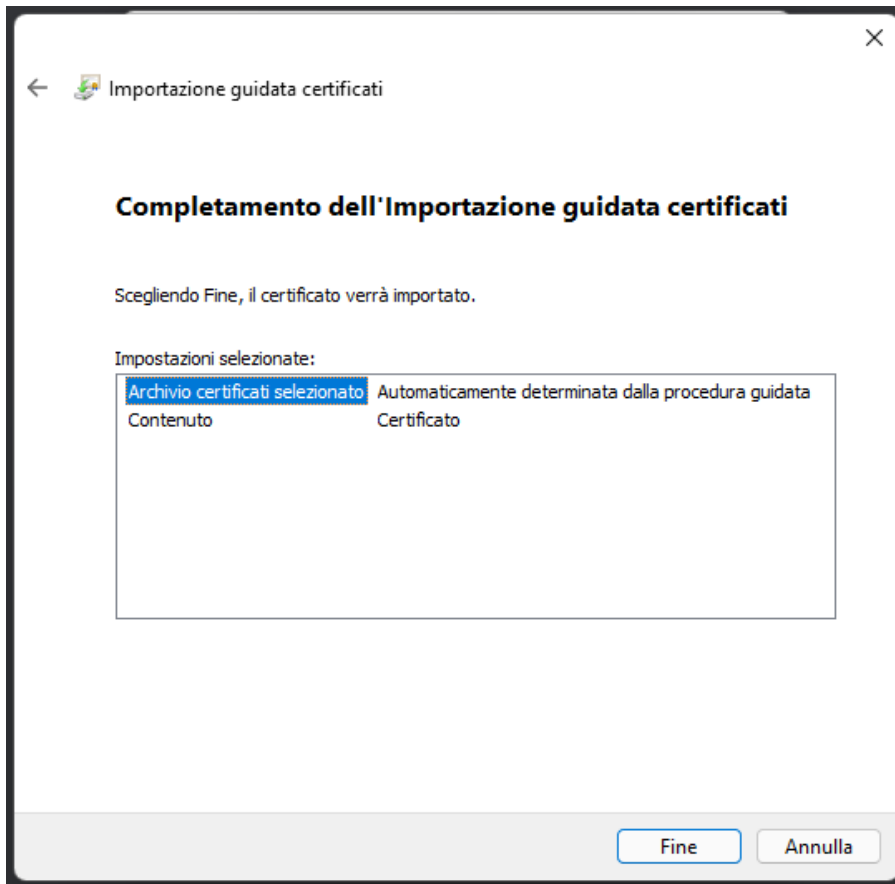 Importazione guidata certificati
Completamento dell'Importazione guidata certificati
Scegliendo Fine, il certificato verrà importato.
Impostazioni selezionate:
Archivio certificati selezionato Automaticamente determinata dalla procedura guidata
Contenuto Certificato
Fine Annulla